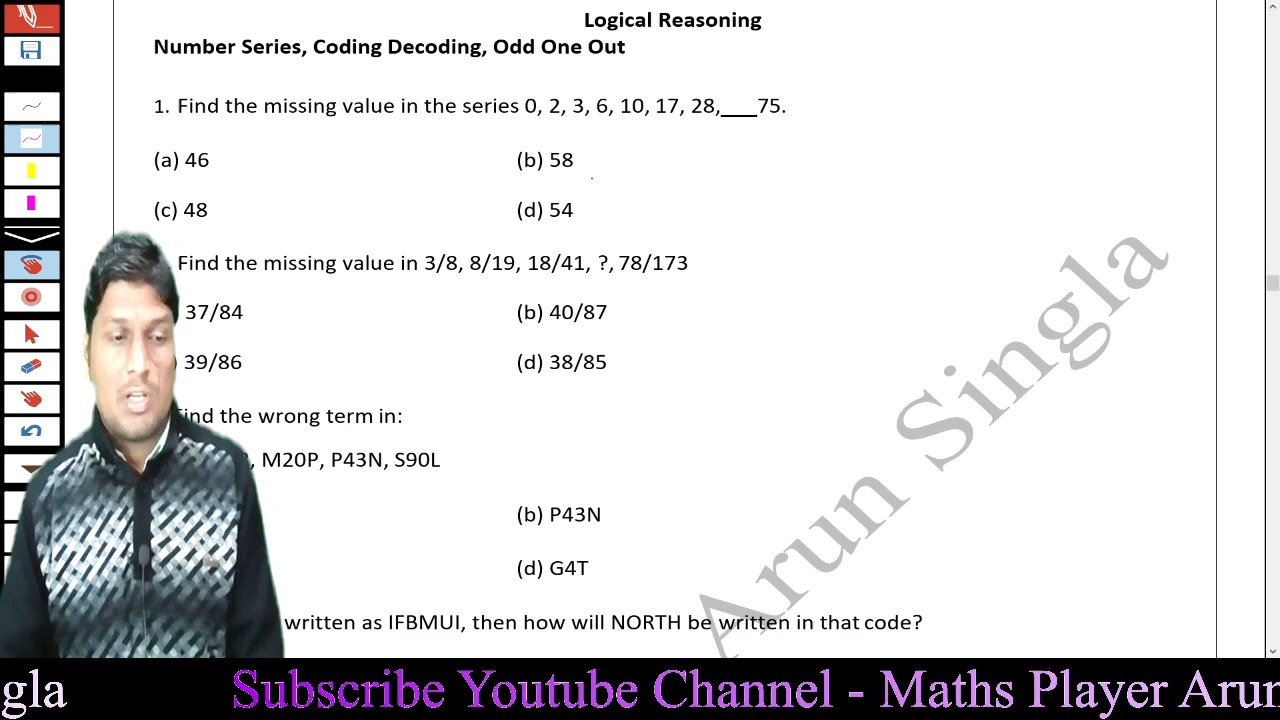 Logical Reasoning
Number Series, Coding Decoding, Odd One Out
1. Find the missing value in the series 0, 2, 3, 6, 10, 17, 28,___75.
(a) 46 (b) 58
(c) 48 (d) 54
Find the missing value in 3/8, 8/19, 18/41, ?, 78/173
37/84 (b) 40/87
) 39/86 (d) 38/85
Find the wrong term in:
, M20P, P43N, S90L
(b) P43N
(d) G4T
written as IFBMUI, then how will NORTH be written in that code?
Arun Singla
gla Subscribe Youtube Channel - Maths Player Arun